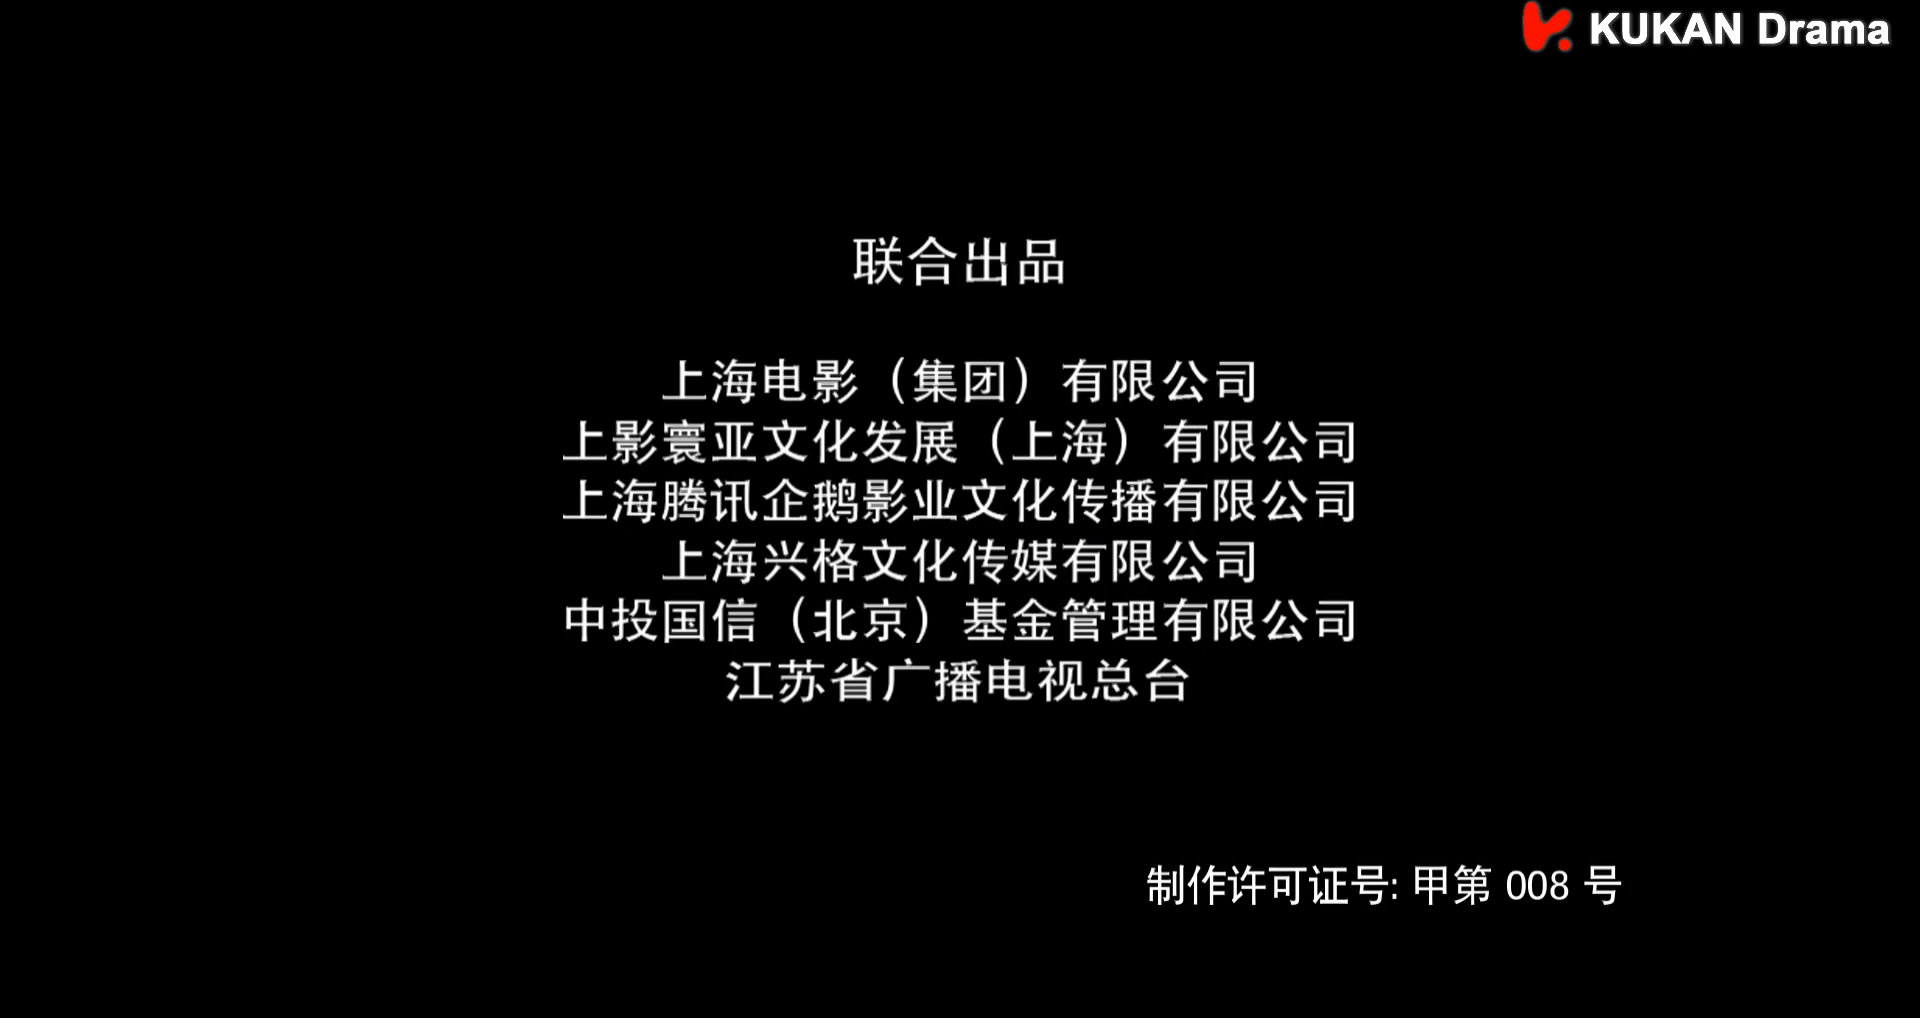 KUKAN Drama
联合出品
上海电影（集团）有限公司
上影寰亚文化发展（上海）有限公司
上海腾讯企鹅影业文化传播有限公司
上海兴格文化传媒有限公司
中投国信（北京）基金管理有限公司
江苏省广播电视总台
制作许可证号: 甲第 008 号